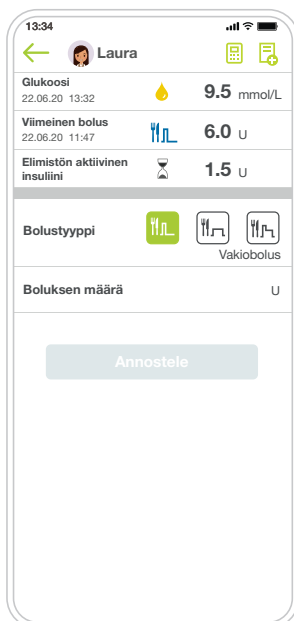 13:34
Laura
Glukoosi
22.06.20 13:32
9.5 mmol/L
Viimeinen bolus
22.06.20 11:47
6.0 U
Elimistön aktiivinen
insuliini
1.5 U
Bolustyyppi
Vakiobolus
Boluksen määrä
U
Annostele